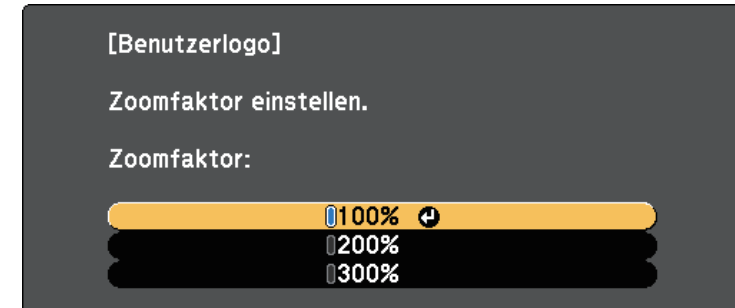 [Benutzerlogo]
Zoomfaktor einstellen.
Zoomfaktor:
100%
200%
300%